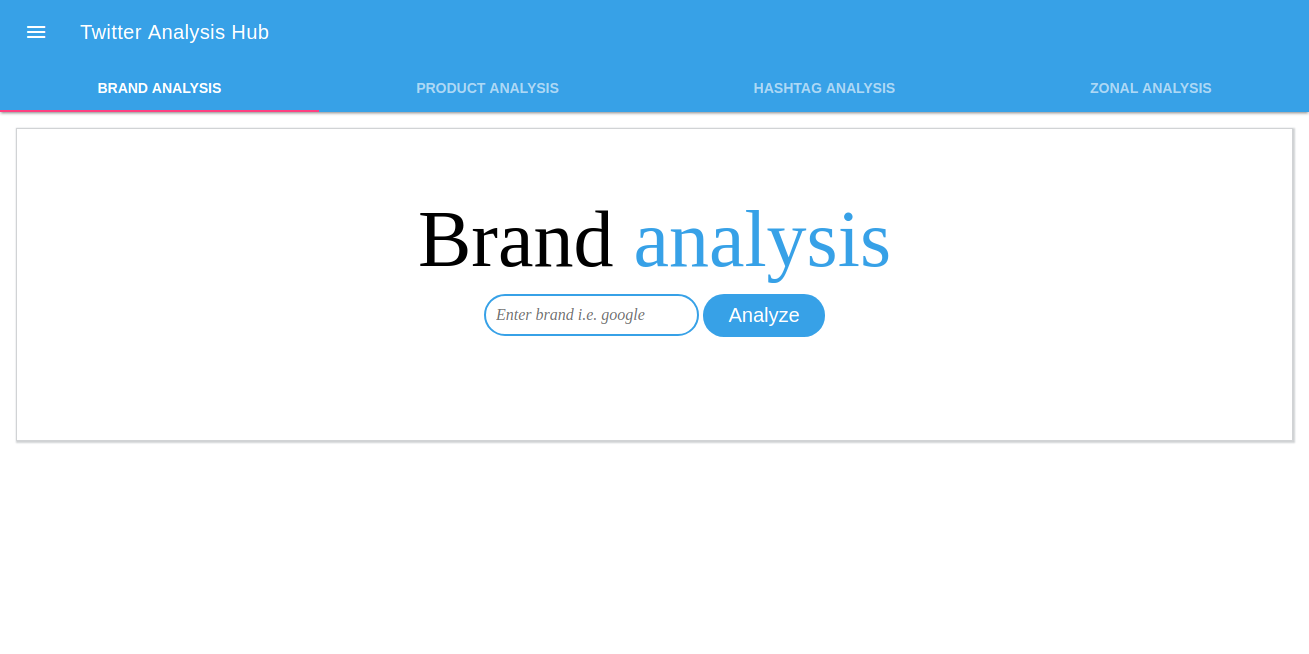 Twitter Analysis Hub
BRAND ANALYSIS PRODUCT ANALYSIS HASHTAG ANALYSIS ZONAL ANALYSIS
Brand analysis
Enter brand i.e. google Analyze